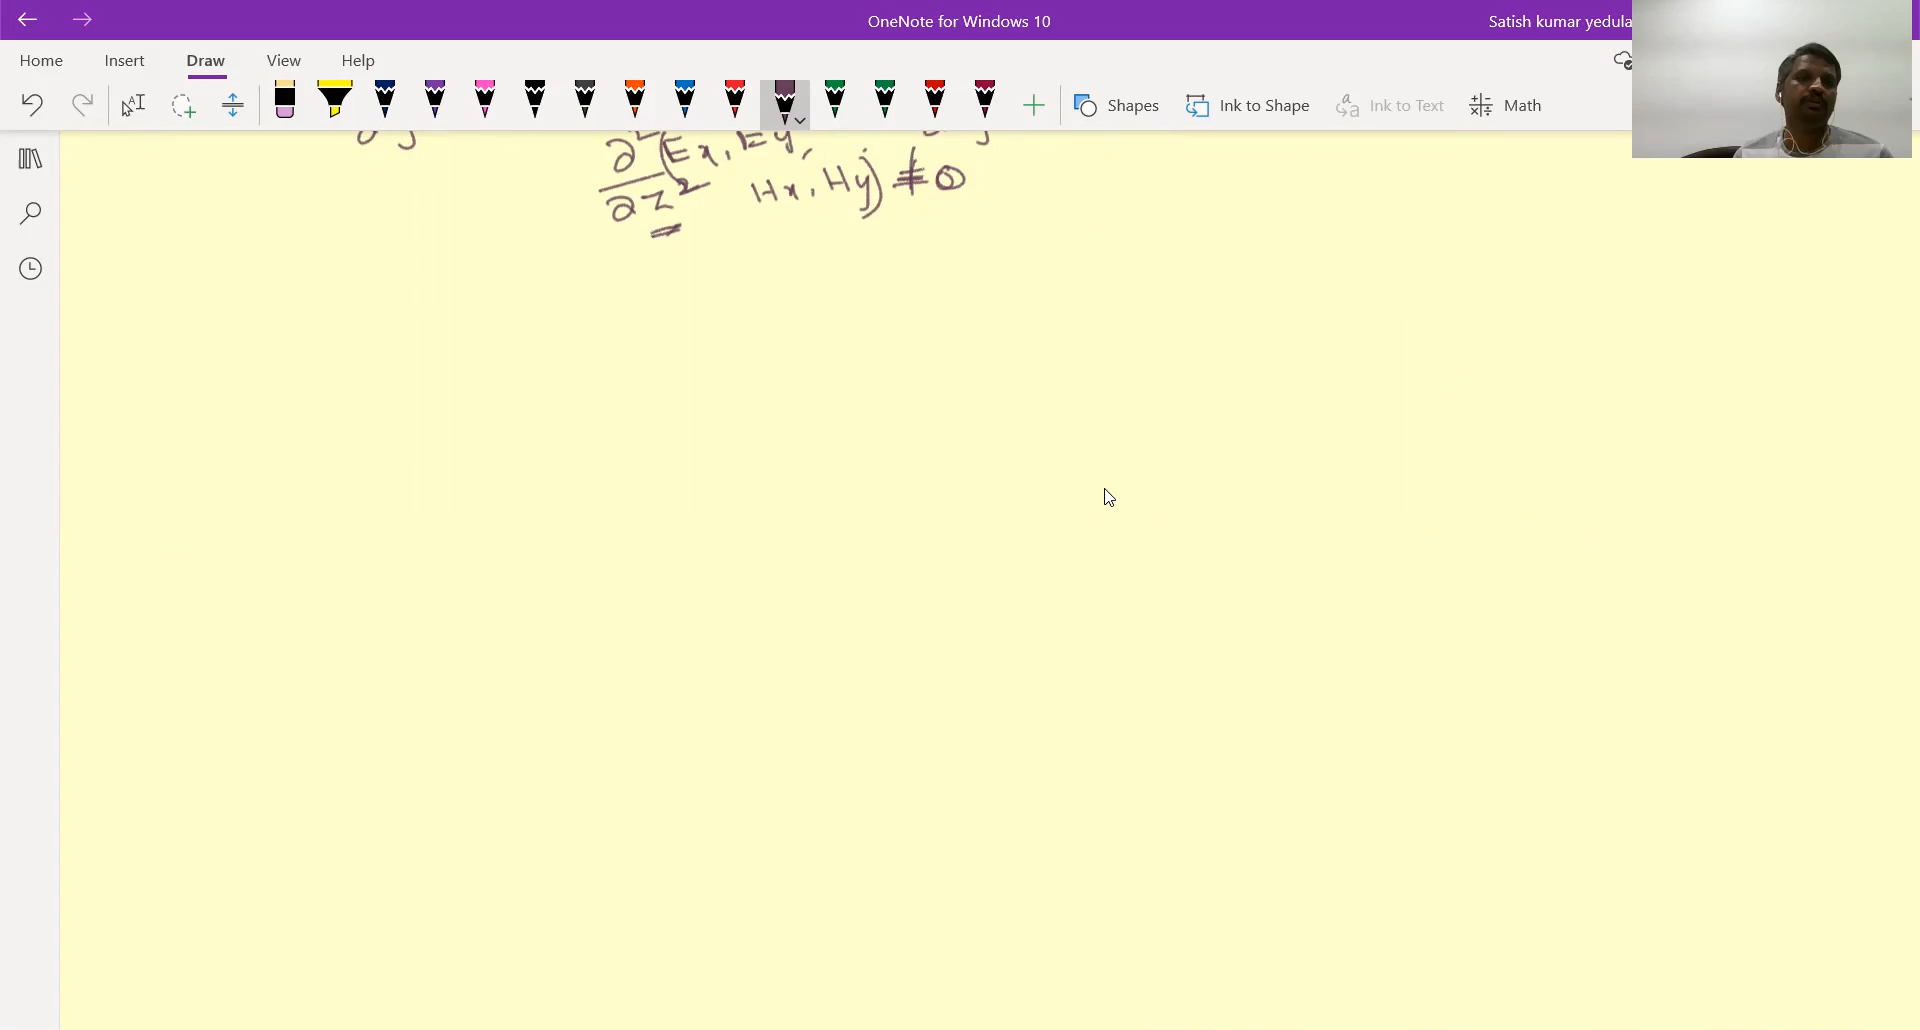 OneNote for Windows 10
Satish kumar yedula
Home Insert Draw View Help
Shapes Ink to Shape Ink to Text Math
∂²(Ex, Ey,
∂z² Hx, Hy) ≠ 0